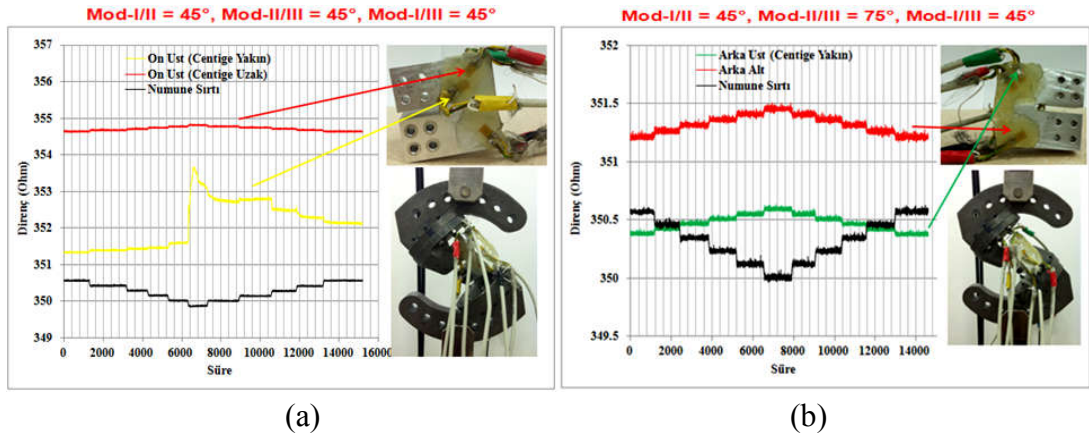 Mod-I/II = 45°, Mod-II/III = 45°, Mod-I/III = 45°
357
356
355
354
353
352
351
350
349
Direnç (Ohm)
On Ust (Centige Yakın)
On Ust (Centige Uzak)
Numune Sırtı
0 2000 4000 6000 8000 10000 12000 14000 16000
Süre
(a)
Mod-I/II = 45°, Mod-II/III = 75°, Mod-I/III = 45°
352
351.5
351
350.5
350
349.5
Direnç (Ohm)
Arka Ust (Centige Yakın)
Arka Alt
Numune Sırtı
0 2000 4000 6000 8000 10000 12000 14000
Süre
(b)